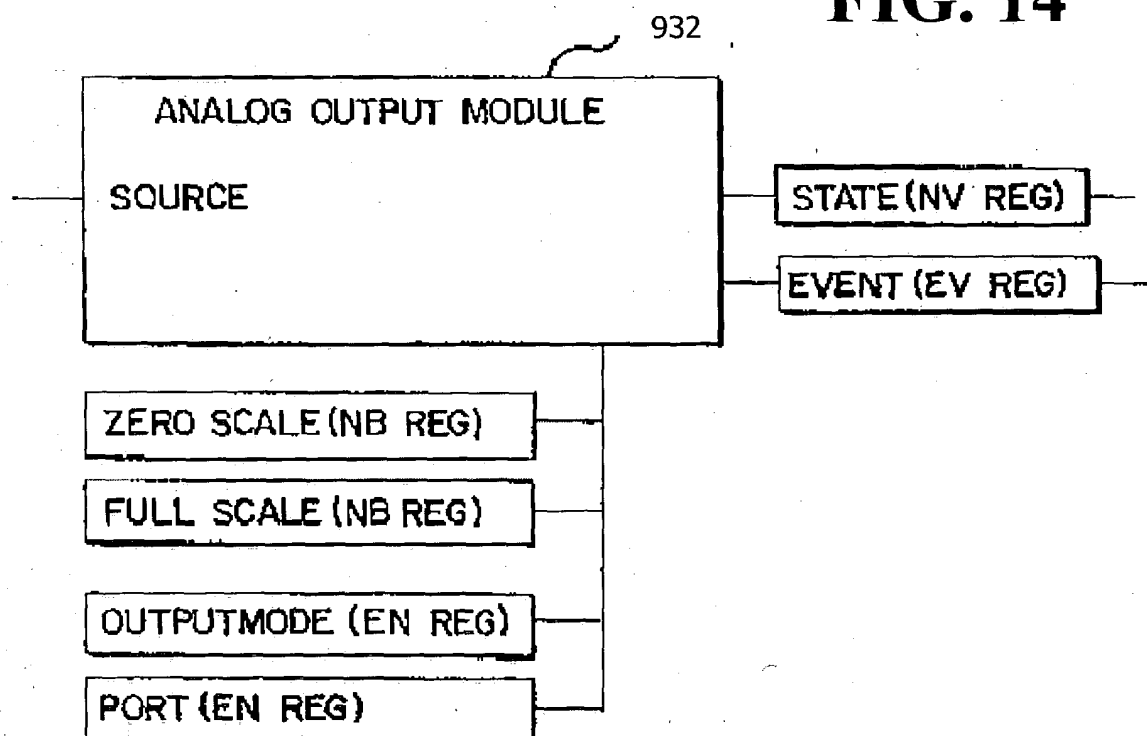 FIG. 14
932
ANALOG OUTPUT MODULE
SOURCE
STATE (NV REG)
EVENT (EV REG)
ZERO SCALE (NB REG)
FULL SCALE (NB REG)
OUTPUTMODE (EN REG)
PORT (EN REG)